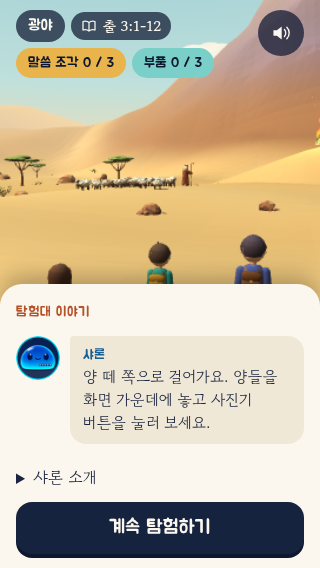 광야
출 3:1-12
말씀 조각 0 / 3
부품 0 / 3
탐험대 이야기
샤론
양 떼 쪽으로 걸어가요. 양들을
화면 가운데에 놓고 사진기
버튼을 눌러 보세요.
▶ 샤론 소개
계속 탐험하기